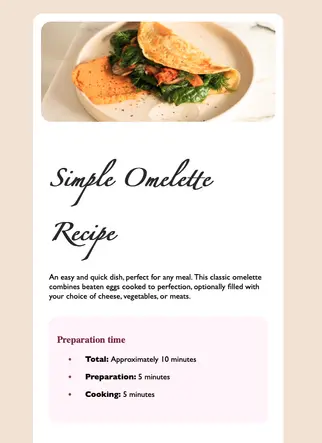 Simple Omelette
Recipe
An easy and quick dish, perfect for any meal. This classic omelette
combines beaten eggs cooked to perfection, optionally filled with
your choice of cheese, vegetables, or meats.
Preparation time
• Total: Approximately 10 minutes
• Preparation: 5 minutes
• Cooking: 5 minutes